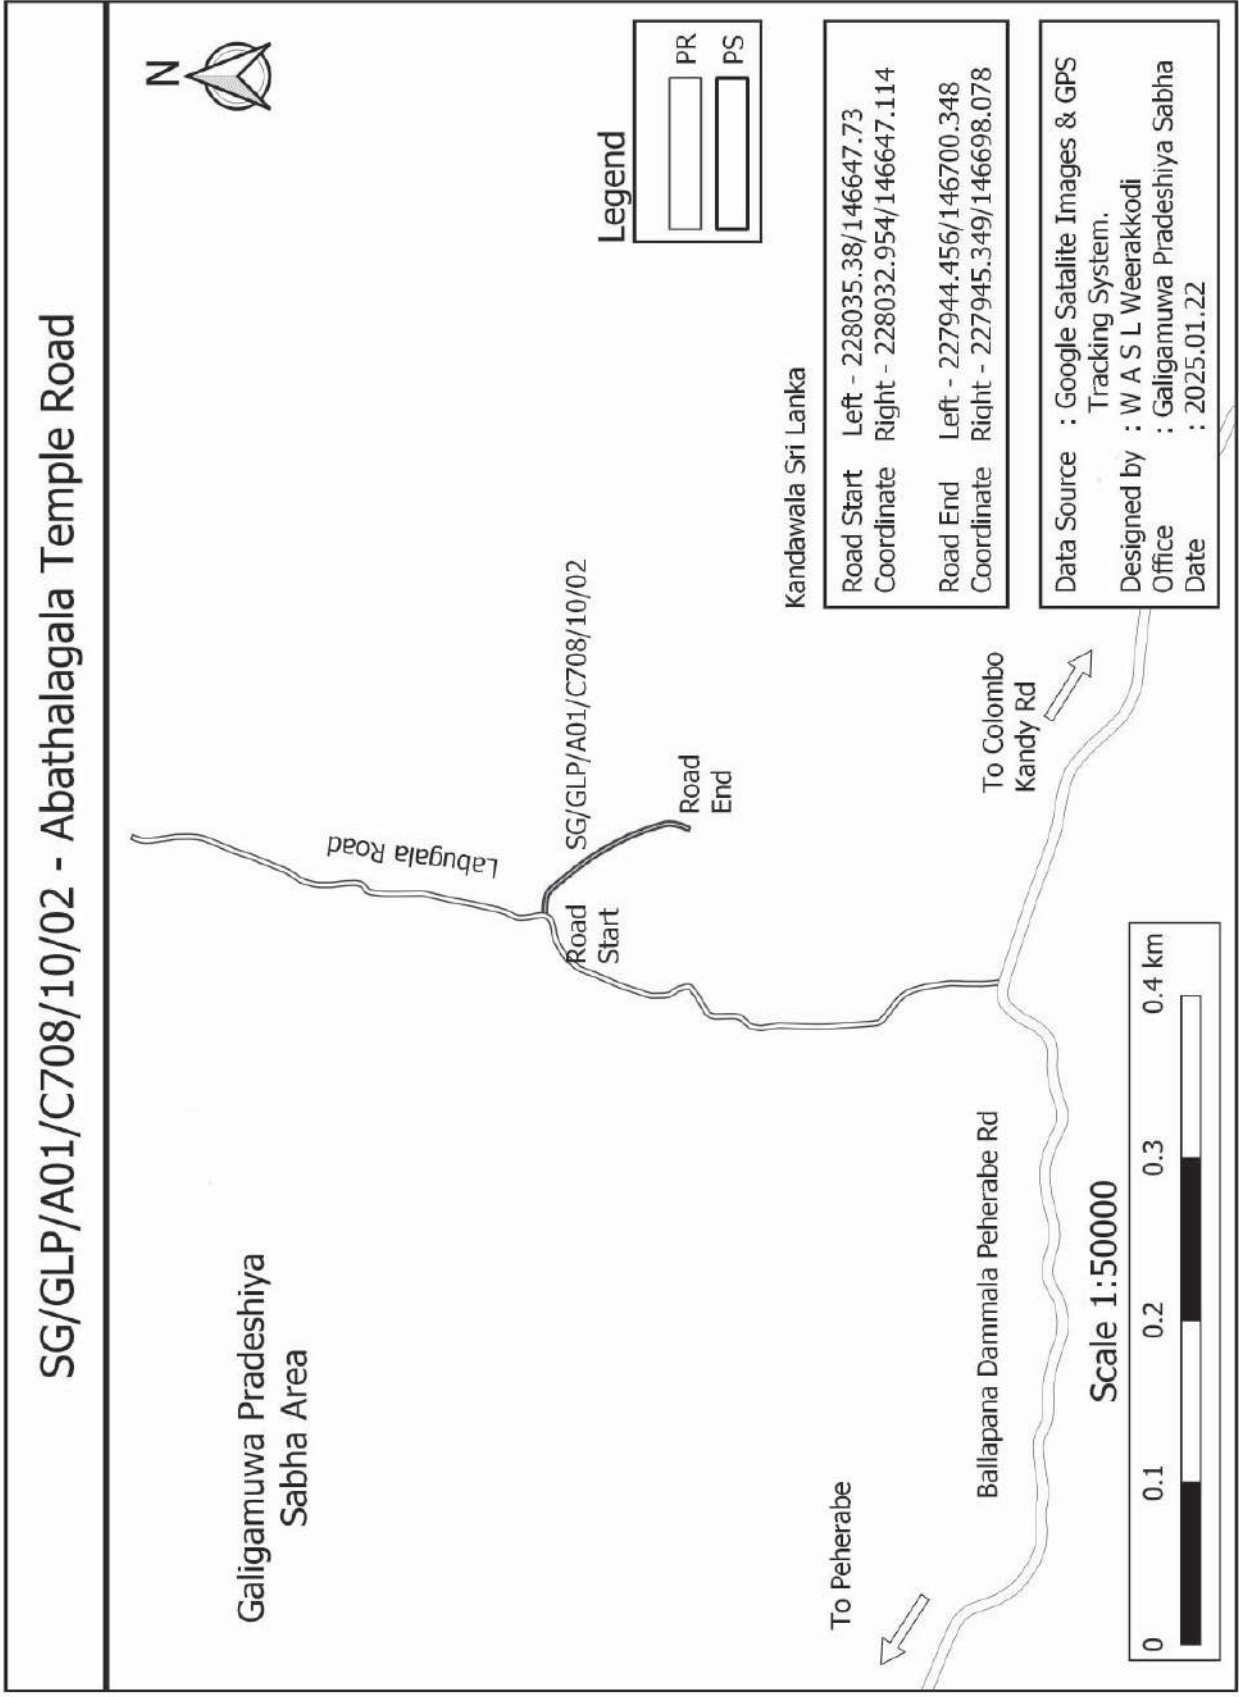 SG/GLP/A01/C708/10/02 - Abathalagala Temple Road
N
Galigamuwa Pradeshiya
Sabha Area
Labugala Road
SG/GLP/A01/C708/10/02
Road
Start
Road
End
Legend
PR
PS
Kandawala Sri Lanka
Road Start Left - 228035.38/146647.73
Coordinate Right - 228032.954/146647.114
Road End Left - 227944.456/146700.348
Coordinate Right - 227945.349/146698.078
To Peherabe
Ballapana Dammala Peherabe Rd
To Colombo
Kandy Rd
Data Source : Google Satalite Images & GPS
Tracking System.
Designed by : W A S L Weerakkodi
Office : Galigamuwa Pradeshiya Sabha
Date : 2025.01.22
Scale 1:50000
0 0.1 0.2 0.3 0.4 km